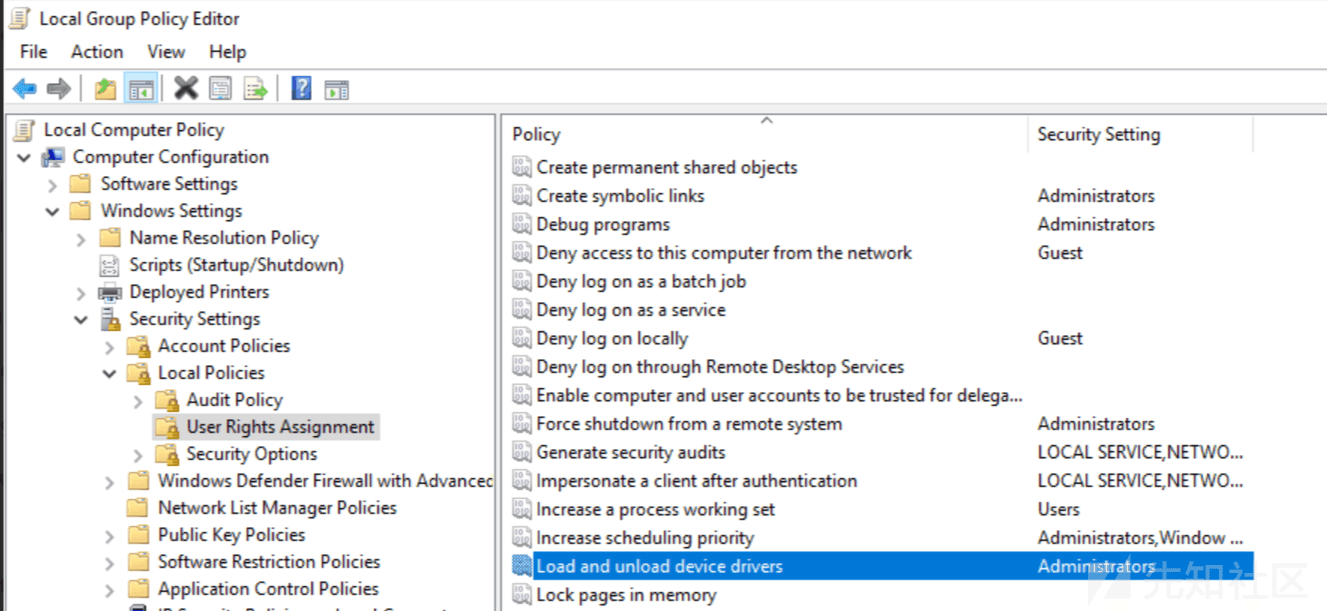 Local Group Policy Editor
File Action View Help
Local Computer Policy
Computer Configuration
Software Settings
Windows Settings
Name Resolution Policy
Scripts (Startup/Shutdown)
Deployed Printers
Security Settings
Account Policies
Local Policies
Audit Policy
User Rights Assignment
Security Options
Windows Defender Firewall with Advanced
Network List Manager Policies
Public Key Policies
Software Restriction Policies
Application Control Policies
Policy Security Setting
Create permanent shared objects
Create symbolic links Administrators
Debug programs Administrators
Deny access to this computer from the network Guest
Deny log on as a batch job
Deny log on as a service
Deny log on locally Guest
Deny log on through Remote Desktop Services
Enable computer and user accounts to be trusted for delega...
Force shutdown from a remote system Administrators
Generate security audits LOCAL SERVICE,NETWO...
Impersonate a client after authentication LOCAL SERVICE,NETWO...
Increase a process working set Users
Increase scheduling priority Administrators,Window ...
Load and unload device drivers Administrators
Lock pages in memory
先知社区